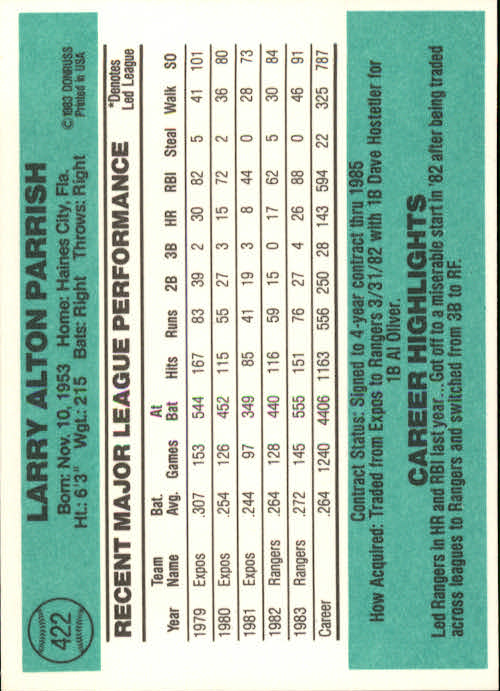 422
LARRY ALTON PARRISH
©1983 DONRUSS
Printed in USA
Born: Nov. 10, 1953 Home: Haines City, Fla.
Ht.: 6'3" Wgt.: 215 Bats: Right Throws: Right
RECENT MAJOR LEAGUE PERFORMANCE
*Denotes
Led League
Year Team Name Bat. Avg. Games At Bat Hits Runs 2B 3B HR RBI Steal Walk SO
1979 Expos .307 153 544 167 83 39 2 30 82 5 41 101
1980 Expos .254 126 452 115 55 27 3 15 72 2 36 80
1981 Expos .244 97 349 85 41 19 3 8 44 0 28 73
1982 Rangers .264 128 440 116 59 15 0 17 62 5 30 84
1983 Rangers .272 145 555 151 76 27 4 26 88 0 46 91
Career .264 1240 4406 1163 556 250 28 143 594 22 325 787
Contract Status: Signed to 4-year contract thru 1985
How Acquired: Traded from Expos to Rangers 3/31/82 with 1B Dave Hostetler for
1B Al Oliver.
CAREER HIGHLIGHTS
Led Rangers in HR and RBI last year... Got off to a miserable start in '82 after being traded
across leagues to Rangers and switched from 3B to RF.